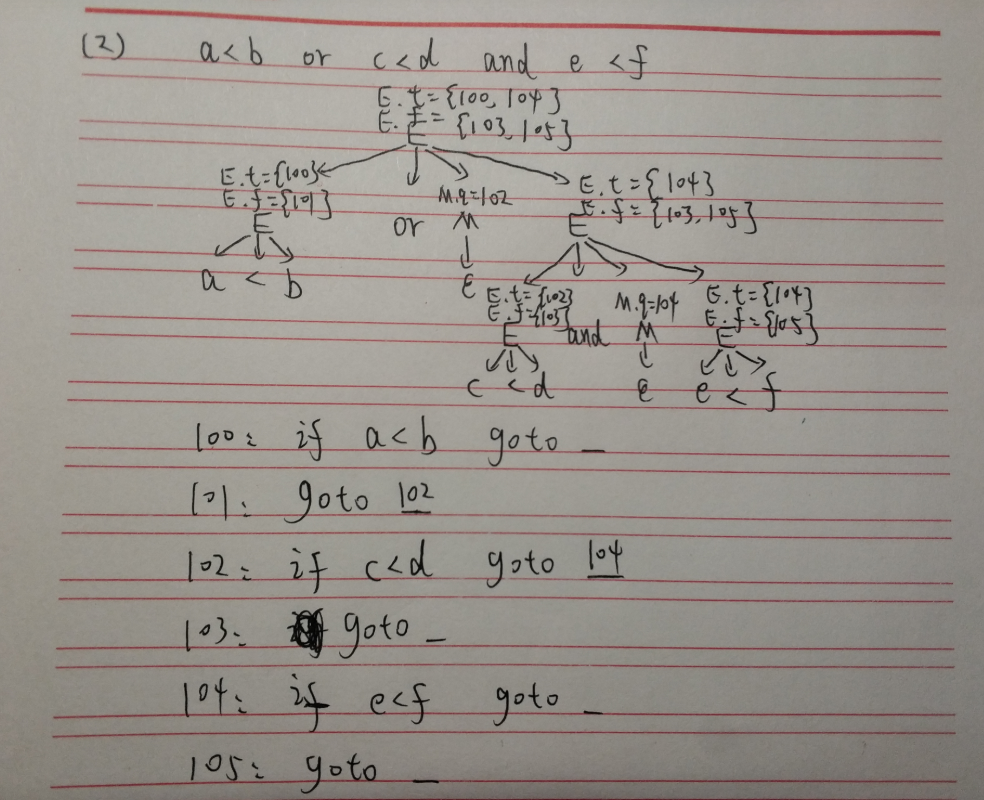 (2) a<b or c<d and e<f
E.t={100,104}
E.f={103,105}
E
E.t={100} M.q=102 E.t={104}
E.f={101} E.f={103,105}
E or M E
a < b ε
E.t={102} M.q=104 E.t={104}
E.f={103} E.f={105}
E and M E
c < d ε e < f
100: if a<b goto _
101: goto 102
102: if c<d goto 104
103: goto _
104: if e<f goto _
105: goto _